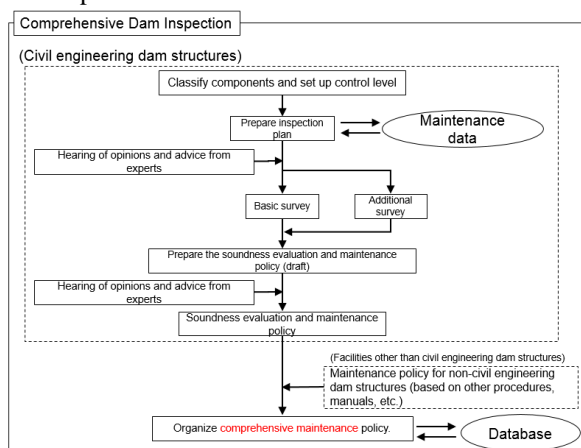 Comprehensive Dam Inspection
(Civil engineering dam structures)
Classify components and set up control level
Prepare inspection
plan
Maintenance
data
Hearing of opinions and advice from
experts
Basic survey
Additional
survey
Prepare the soundness evaluation and maintenance
policy (draft)
Hearing of opinions and advice from
experts
Soundness evaluation and maintenance
policy
(Facilities other than civil engineering dam structures)
Maintenance policy for non-civil engineering
dam structures (based on other procedures,
manuals, etc.)
Organize comprehensive maintenance policy.
Database